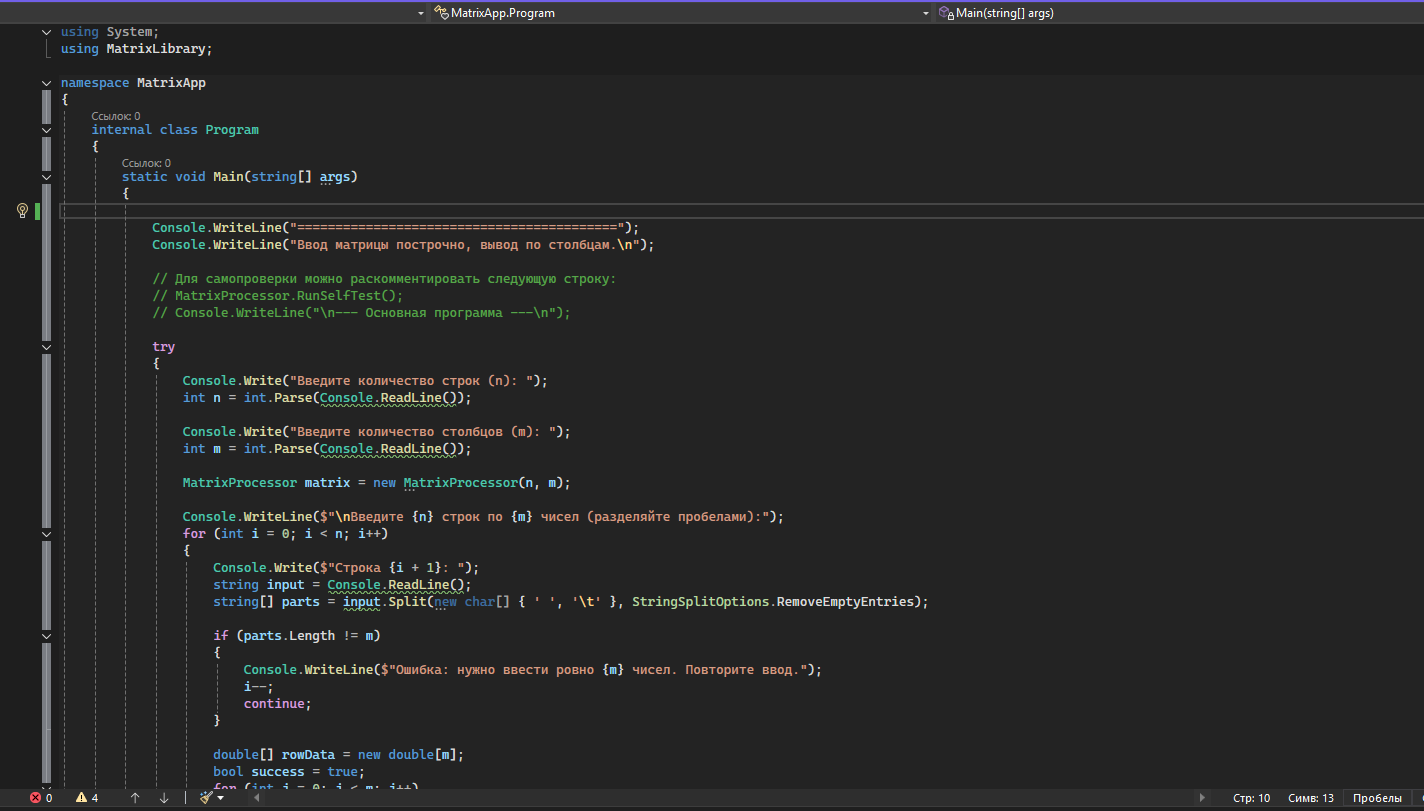 MatrixApp.Program
Main(string[] args)
using System;
using MatrixLibrary;
namespace MatrixApp
{
Ссылок: 0
internal class Program
{
Ссылок: 0
static void Main(string[] args)
{
Console.WriteLine("==========================================");
Console.WriteLine("Ввод матрицы построчно, вывод по столбцам.\n");
// Для самопроверки можно раскомментировать следующую строку:
// MatrixProcessor.RunSelfTest();
// Console.WriteLine("\n--- Основная программа ---\n");
try
{
Console.Write("Введите количество строк (n): ");
int n = int.Parse(Console.ReadLine());
Console.Write("Введите количество столбцов (m): ");
int m = int.Parse(Console.ReadLine());
MatrixProcessor matrix = new MatrixProcessor(n, m);
Console.WriteLine($"\nВведите {n} строк по {m} чисел (разделяйте пробелами):");
for (int i = 0; i < n; i++)
{
Console.Write($"Строка {i + 1}: ");
string input = Console.ReadLine();
string[] parts = input.Split(new char[] { ' ', '\t' }, StringSplitOptions.RemoveEmptyEntries);
if (parts.Length != m)
{
Console.WriteLine($"Ошибка: нужно ввести ровно {m} чисел. Повторите ввод.");
i--;
continue;
}
double[] rowData = new double[m];
bool success = true;
for (int j = 0; j < m; j++)
0 4 Стр: 10 Симв: 13 Пробелы